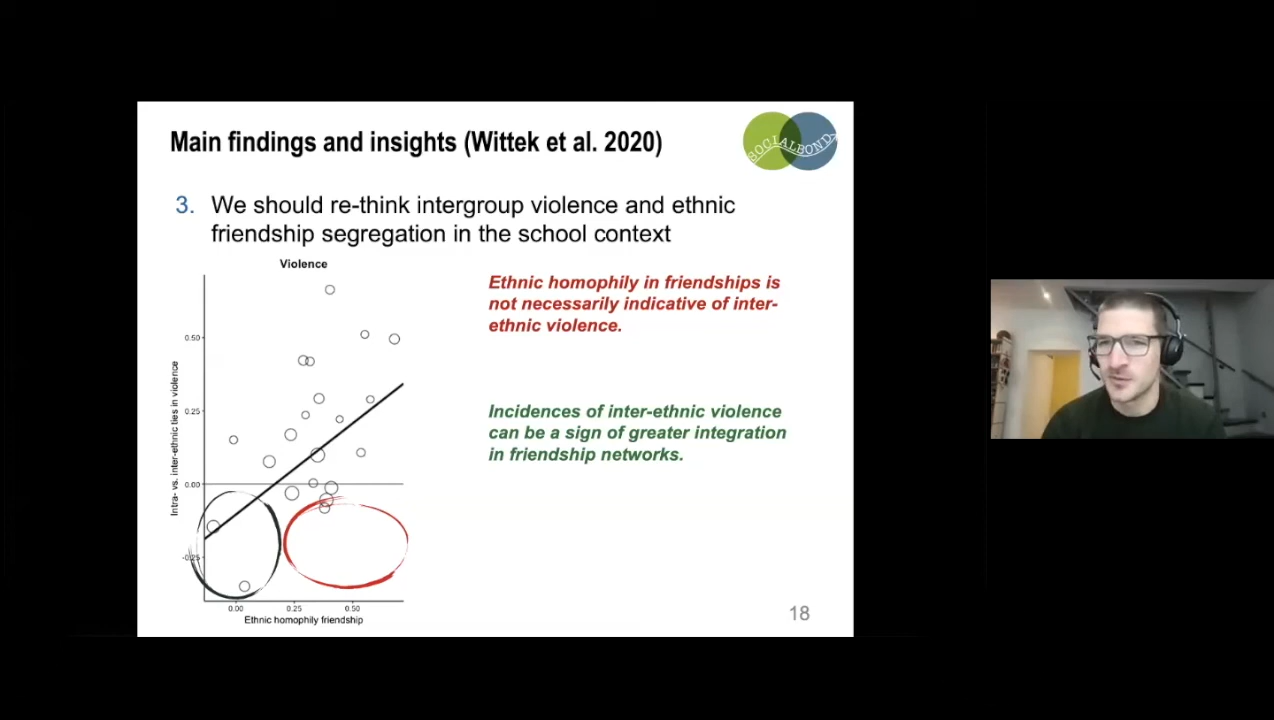 Main findings and insights (Wittek et al. 2020)
SOCIALBOND
3. We should re-think intergroup violence and ethnic
friendship segregation in the school context
Violence
Intra- vs. inter-ethnic ties in violence
0.50
0.25
0.00
-0.25
0.00
0.25
0.50
Ethnic homophily friendship
Ethnic homophily in friendships is
not necessarily indicative of inter-
ethnic violence.
Incidences of inter-ethnic violence
can be a sign of greater integration
in friendship networks.
18